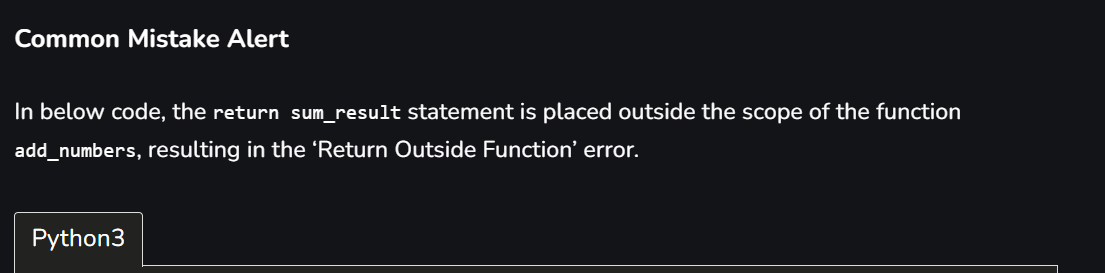 Common Mistake Alert
In below code, the return sum_result statement is placed outside the scope of the function
add_numbers, resulting in the ‘Return Outside Function’ error.
Python3